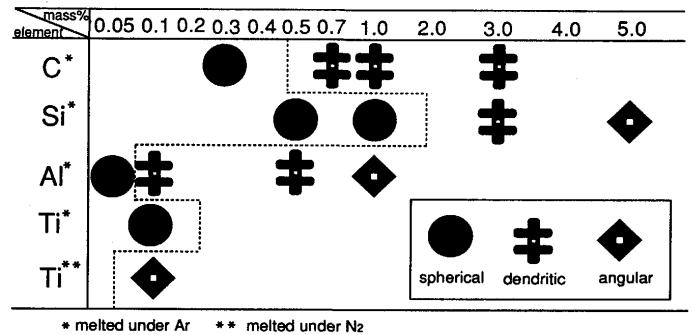 mass%
element 0.05 0.1 0.2 0.3 0.4 0.5 0.7 1.0 2.0 3.0 4.0 5.0
C*
Si*
Al*
Ti*
Ti**
spherical dendritic angular
* melted under Ar ** melted under N2